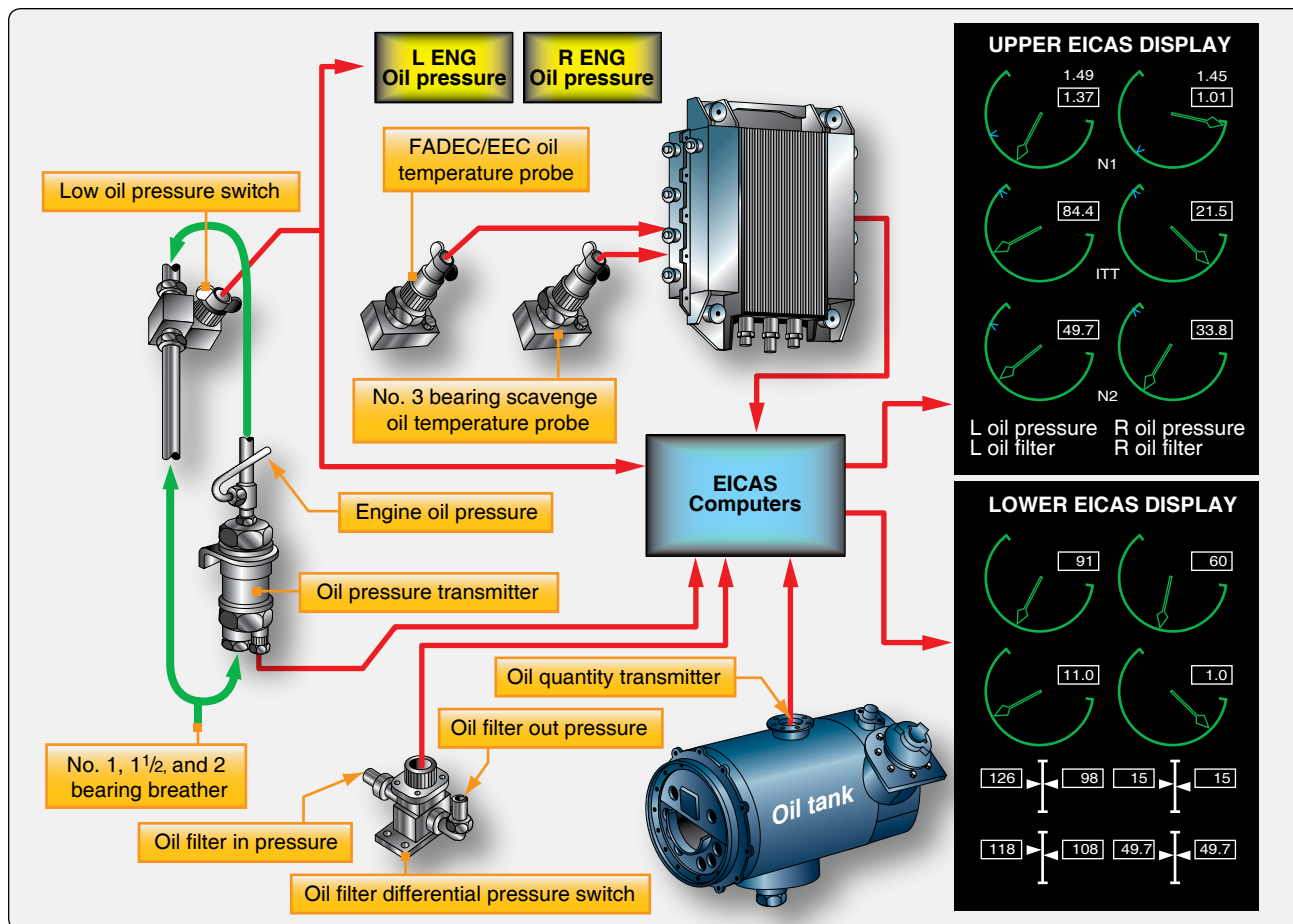 L ENG
Oil pressure
R ENG
Oil pressure
FADEC/EEC oil
temperature probe
Low oil pressure switch
No. 3 bearing scavenge
oil temperature probe
Engine oil pressure
EICAS
Computers
Oil pressure transmitter
Oil quantity transmitter
Oil filter out pressure
No. 1, 1 1/2, and 2
bearing breather
Oil filter in pressure
Oil filter differential pressure switch
Oil tank
UPPER EICAS DISPLAY
1.49 1.45
1.37 1.01
N1
84.4 21.5
ITT
49.7 33.8
N2
L oil pressure R oil pressure
L oil filter R oil filter
LOWER EICAS DISPLAY
91 60
11.0 1.0
126 98 15 15
118 108 49.7 49.7